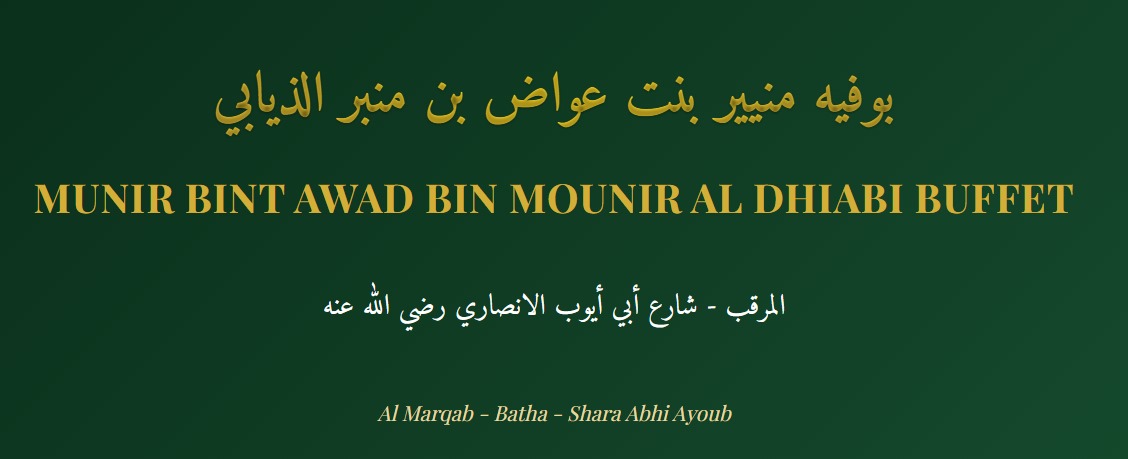 بوفيه منيير بنت عواض بن منبر الذيابي
MUNIR BINT AWAD BIN MOUNIR AL DHIABI BUFFET
المرقب - شارع أبي أيوب الانصاري رضي الله عنه
Al Marqab - Batha - Shara Abhi Ayoub